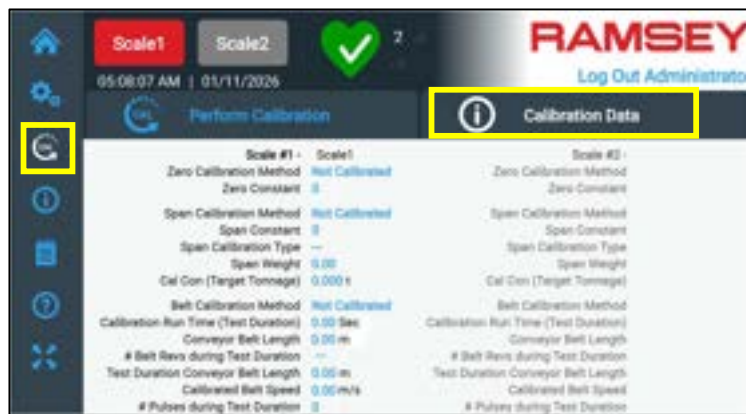 Scale1 Scale2 2 RAMSEY
05:08:07 AM | 01/11/2026 Log Out Administrato
CAL Perform Calibration Calibration Data
Scale #1 - Scale1 Scale #2 -
Zero Calibration Method Not Calibrated Zero Calibration Method
Zero Constant 0 Zero Constant
Span Calibration Method Not Calibrated Span Calibration Method
Span Constant 0 Span Constant
Span Calibration Type --- Span Calibration Type
Span Weight 0.00 Span Weight
Cal Con (Target Tonnage) 0.000 t Cal Con (Target Tonnage)
Belt Calibration Method Not Calibrated Belt Calibration Method
Calibration Run Time (Test Duration) 0.00 Sec Calibration Run Time (Test Duration)
Conveyor Belt Length 0.00 m Conveyor Belt Length
# Belt Revs during Test Duration --- # Belt Revs during Test Duration
Test Duration Conveyor Belt Length 0.00 m Test Duration Conveyor Belt Length
Calibrated Belt Speed 0.00 m/s Calibrated Belt Speed
# Pulses during Test Duration 0 # Pulses during Test Duration